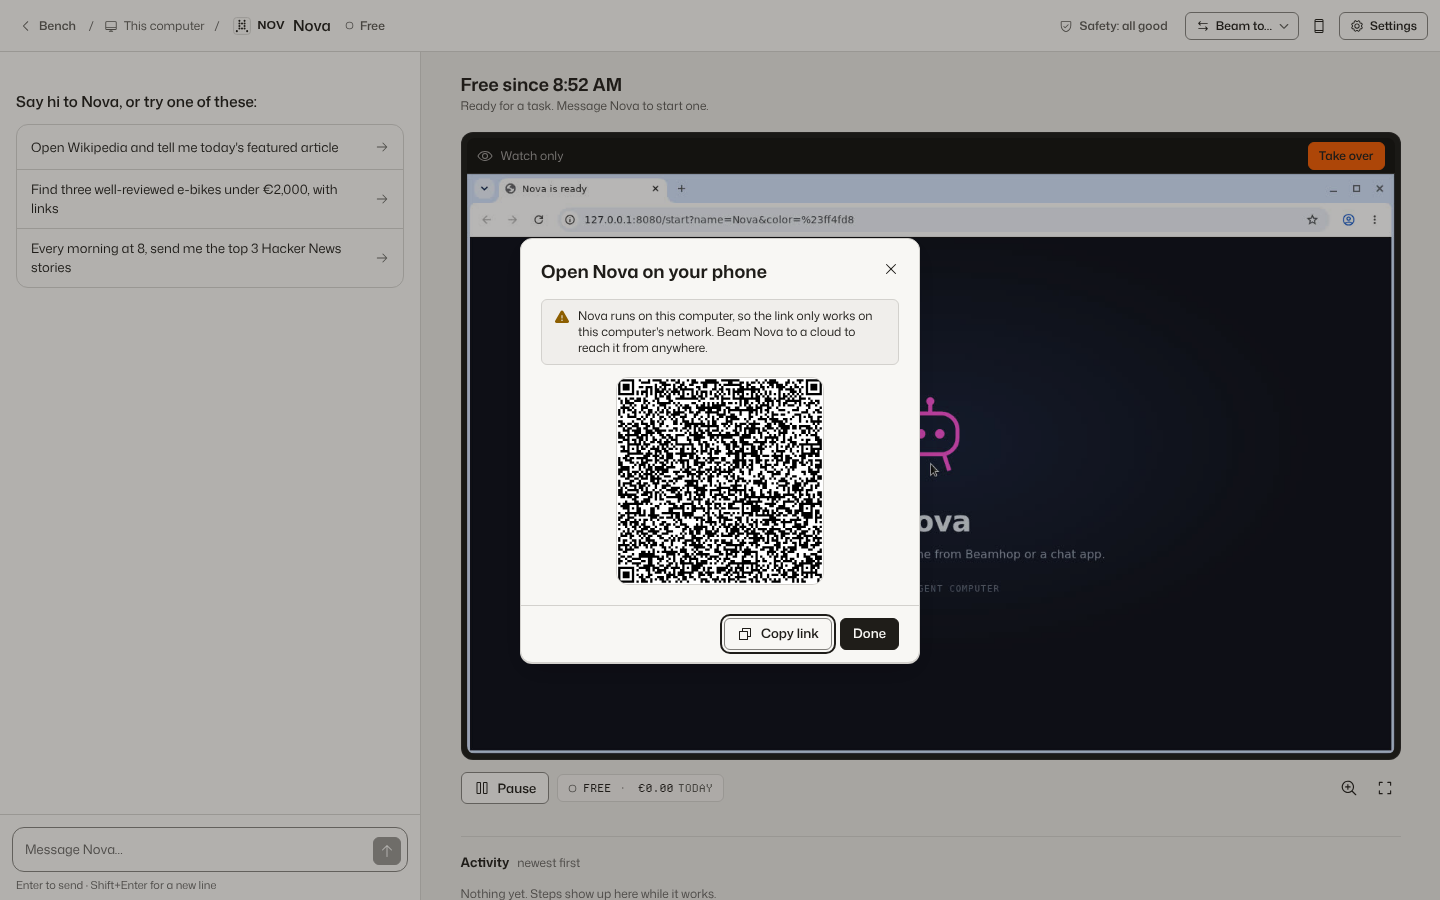 Bench / This computer / NOV Nova Free
Safety: all good
Beam to...
Settings
Say hi to Nova, or try one of these:
Open Wikipedia and tell me today's featured article
Find three well-reviewed e-bikes under €2,000, with
links
Every morning at 8, send me the top 3 Hacker News
stories
Message Nova...
Enter to send · Shift+Enter for a new line
Free since 8:52 AM
Ready for a task. Message Nova to start one.
Watch only
Take over
Nova is ready
127.0.0.1:8080/start?name=Nova&color=%23ff4fd8
Open Nova on your phone
Nova runs on this computer, so the link only works on
this computer's network. Beam Nova to a cloud to
reach it from anywhere.
Copy link
Done
ova
from Beamhop or a chat app.
COMPUTER
Pause
FREE · €0.00 TODAY
Activity newest first
Nothing yet. Steps show up here while it works.